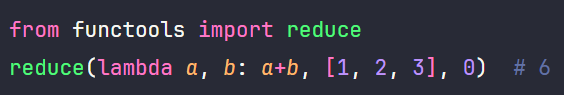 from functools import reduce
reduce(lambda a, b: a+b, [1, 2, 3], 0)  # 6